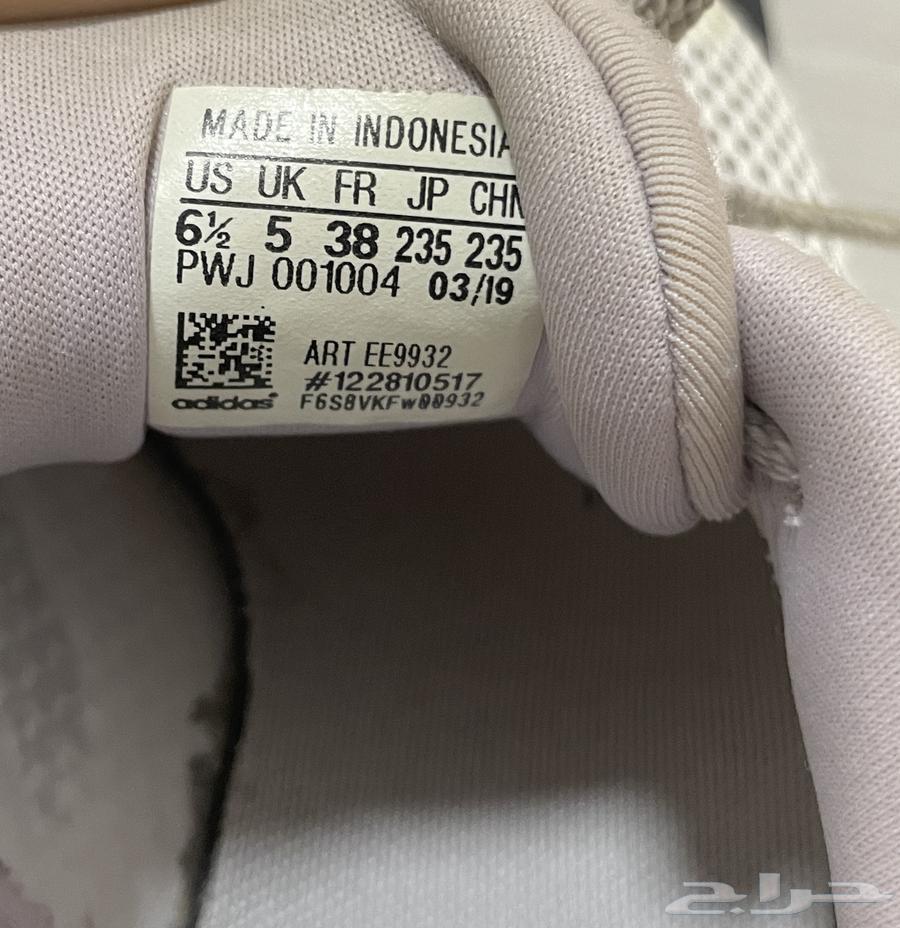 MADE IN INDONESIA
US UK FR JP CHN
6½ 5 38 235 235
PWJ 001004 03/19
ART EE9932
#122810517
adidas F6S8VKFw00932
حراج